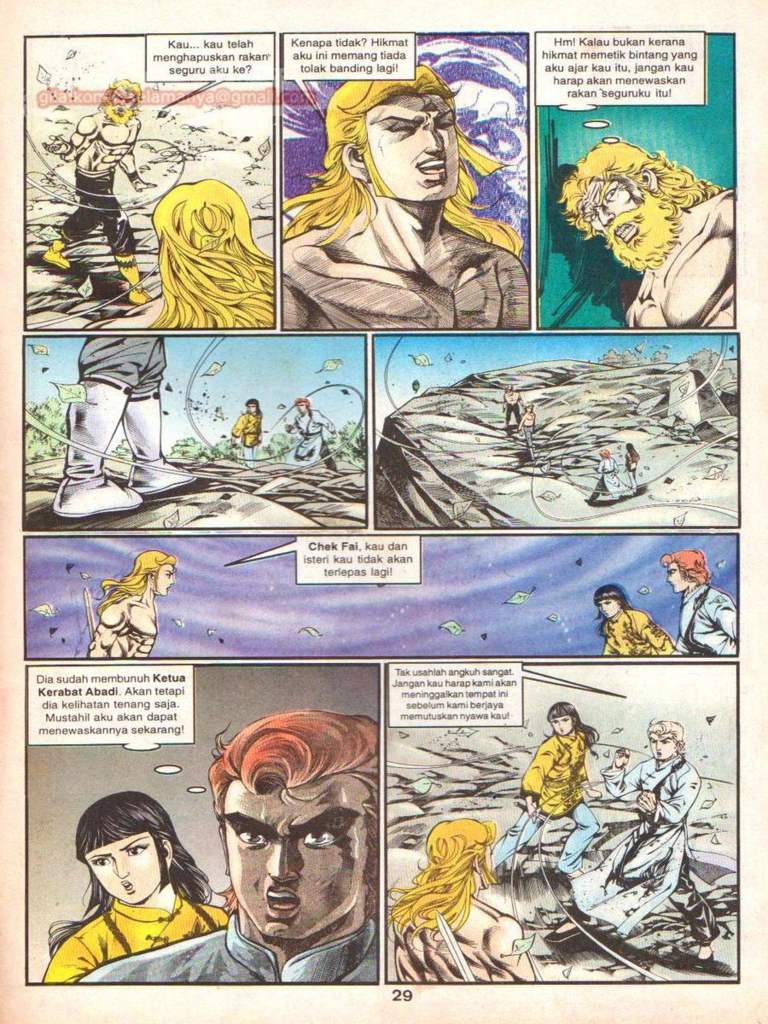 Kau... kau telah
menghapuskan rakan
seguru aku ke?
Kenapa tidak? Hikmat
aku ini memang tiada
tolak banding lagi!
Hm! Kalau bukan kerana
hikmat memetik bintang yang
aku ajar kau itu, jangan kau
harap akan menewaskan
rakan seguruku itu!
Chek Fai, kau dan
isteri kau tidak akan
terlepas lagi!
Dia sudah membunuh Ketua
Kerabat Abadi. Akan tetapi
dia kelihatan tenang saja.
Mustahil aku akan dapat
menewaskannya sekarang!
Tak usahlah angkuh sangat.
Jangan kau harap kami akan
meninggalkan tempat ini
sebelum kami berjaya
memutuskan nyawa kau!
29